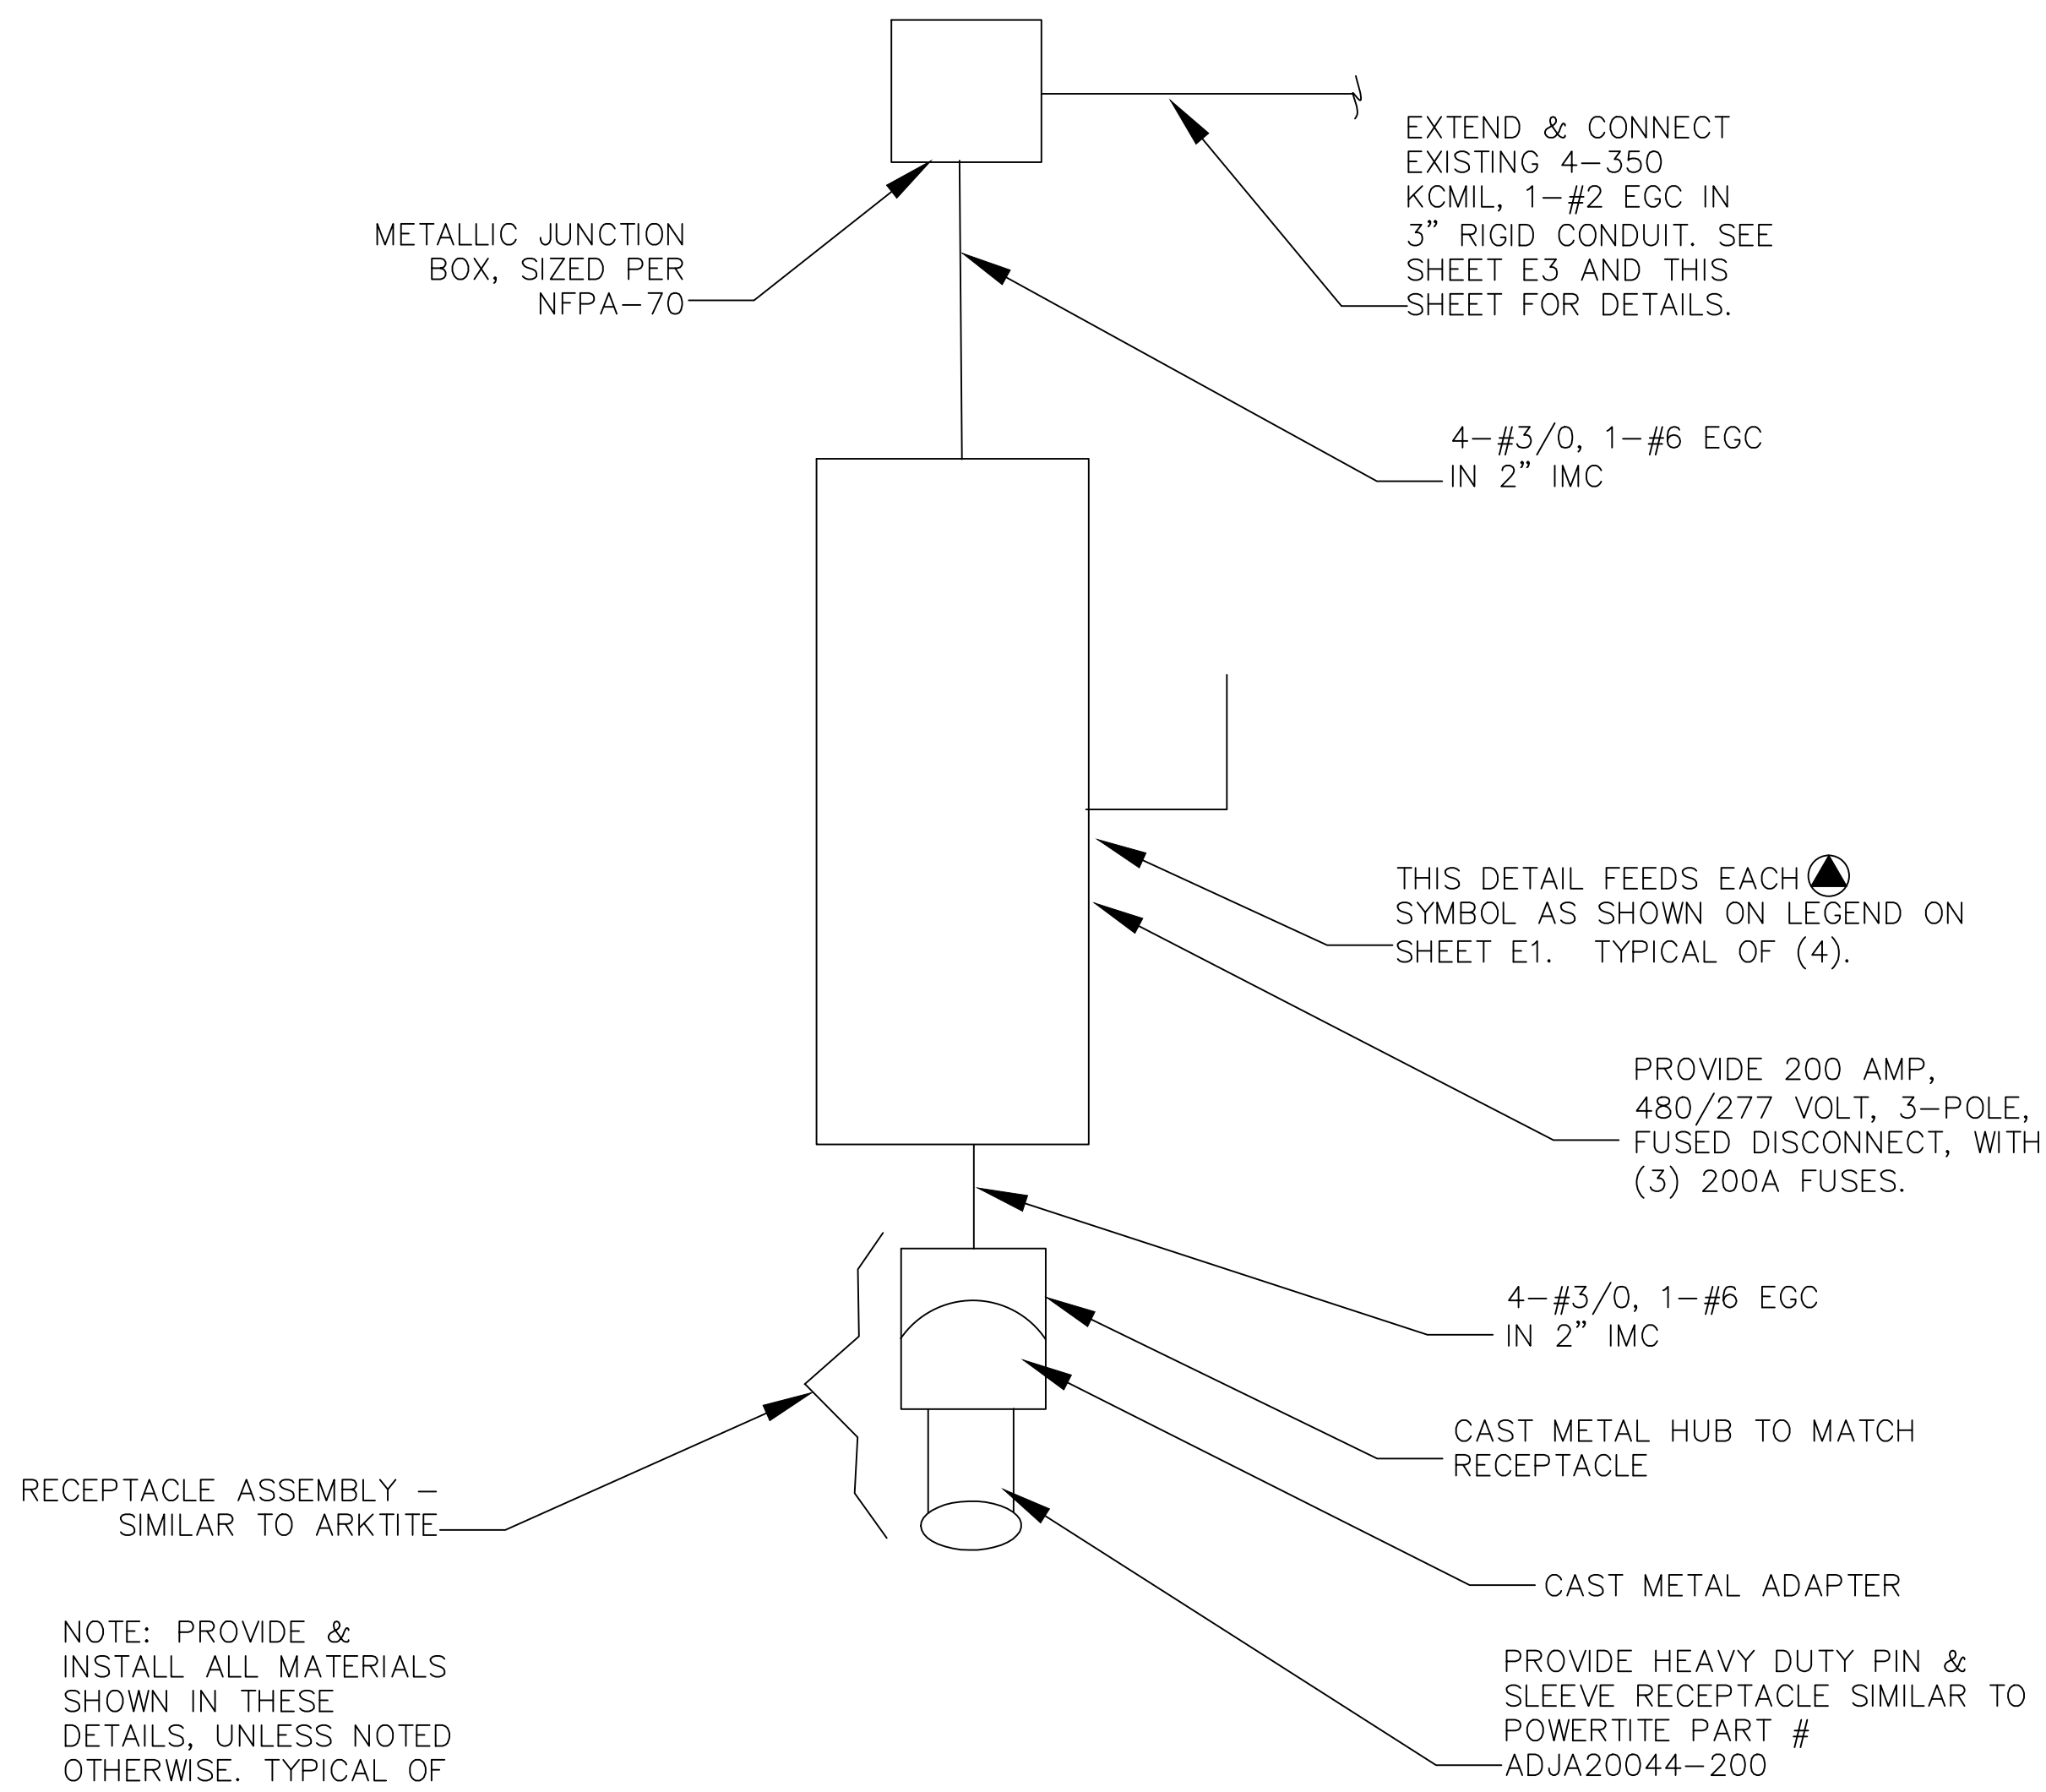 EXTEND & CONNECT
EXISTING 4-350
KCMIL, 1-#2 EGC IN
3" RIGID CONDUIT. SEE
SHEET E3 AND THIS
SHEET FOR DETAILS.
METALLIC JUNCTION
BOX, SIZED PER
NFPA-70
4-#3/0, 1-#6 EGC
IN 2" IMC
THIS DETAIL FEEDS EACH
SYMBOL AS SHOWN ON LEGEND ON
SHEET E1. TYPICAL OF (4).
PROVIDE 200 AMP,
480/277 VOLT, 3-POLE,
FUSED DISCONNECT, WITH
(3) 200A FUSES.
4-#3/0, 1-#6 EGC
IN 2" IMC
CAST METAL HUB TO MATCH
RECEPTACLE
RECEPTACLE ASSEMBLY -
SIMILAR TO ARKTITE
CAST METAL ADAPTER
NOTE: PROVIDE &
INSTALL ALL MATERIALS
SHOWN IN THESE
DETAILS, UNLESS NOTED
OTHERWISE. TYPICAL OF
PROVIDE HEAVY DUTY PIN &
SLEEVE RECEPTACLE SIMILAR TO
POWERTITE PART #
ADJA20044-200